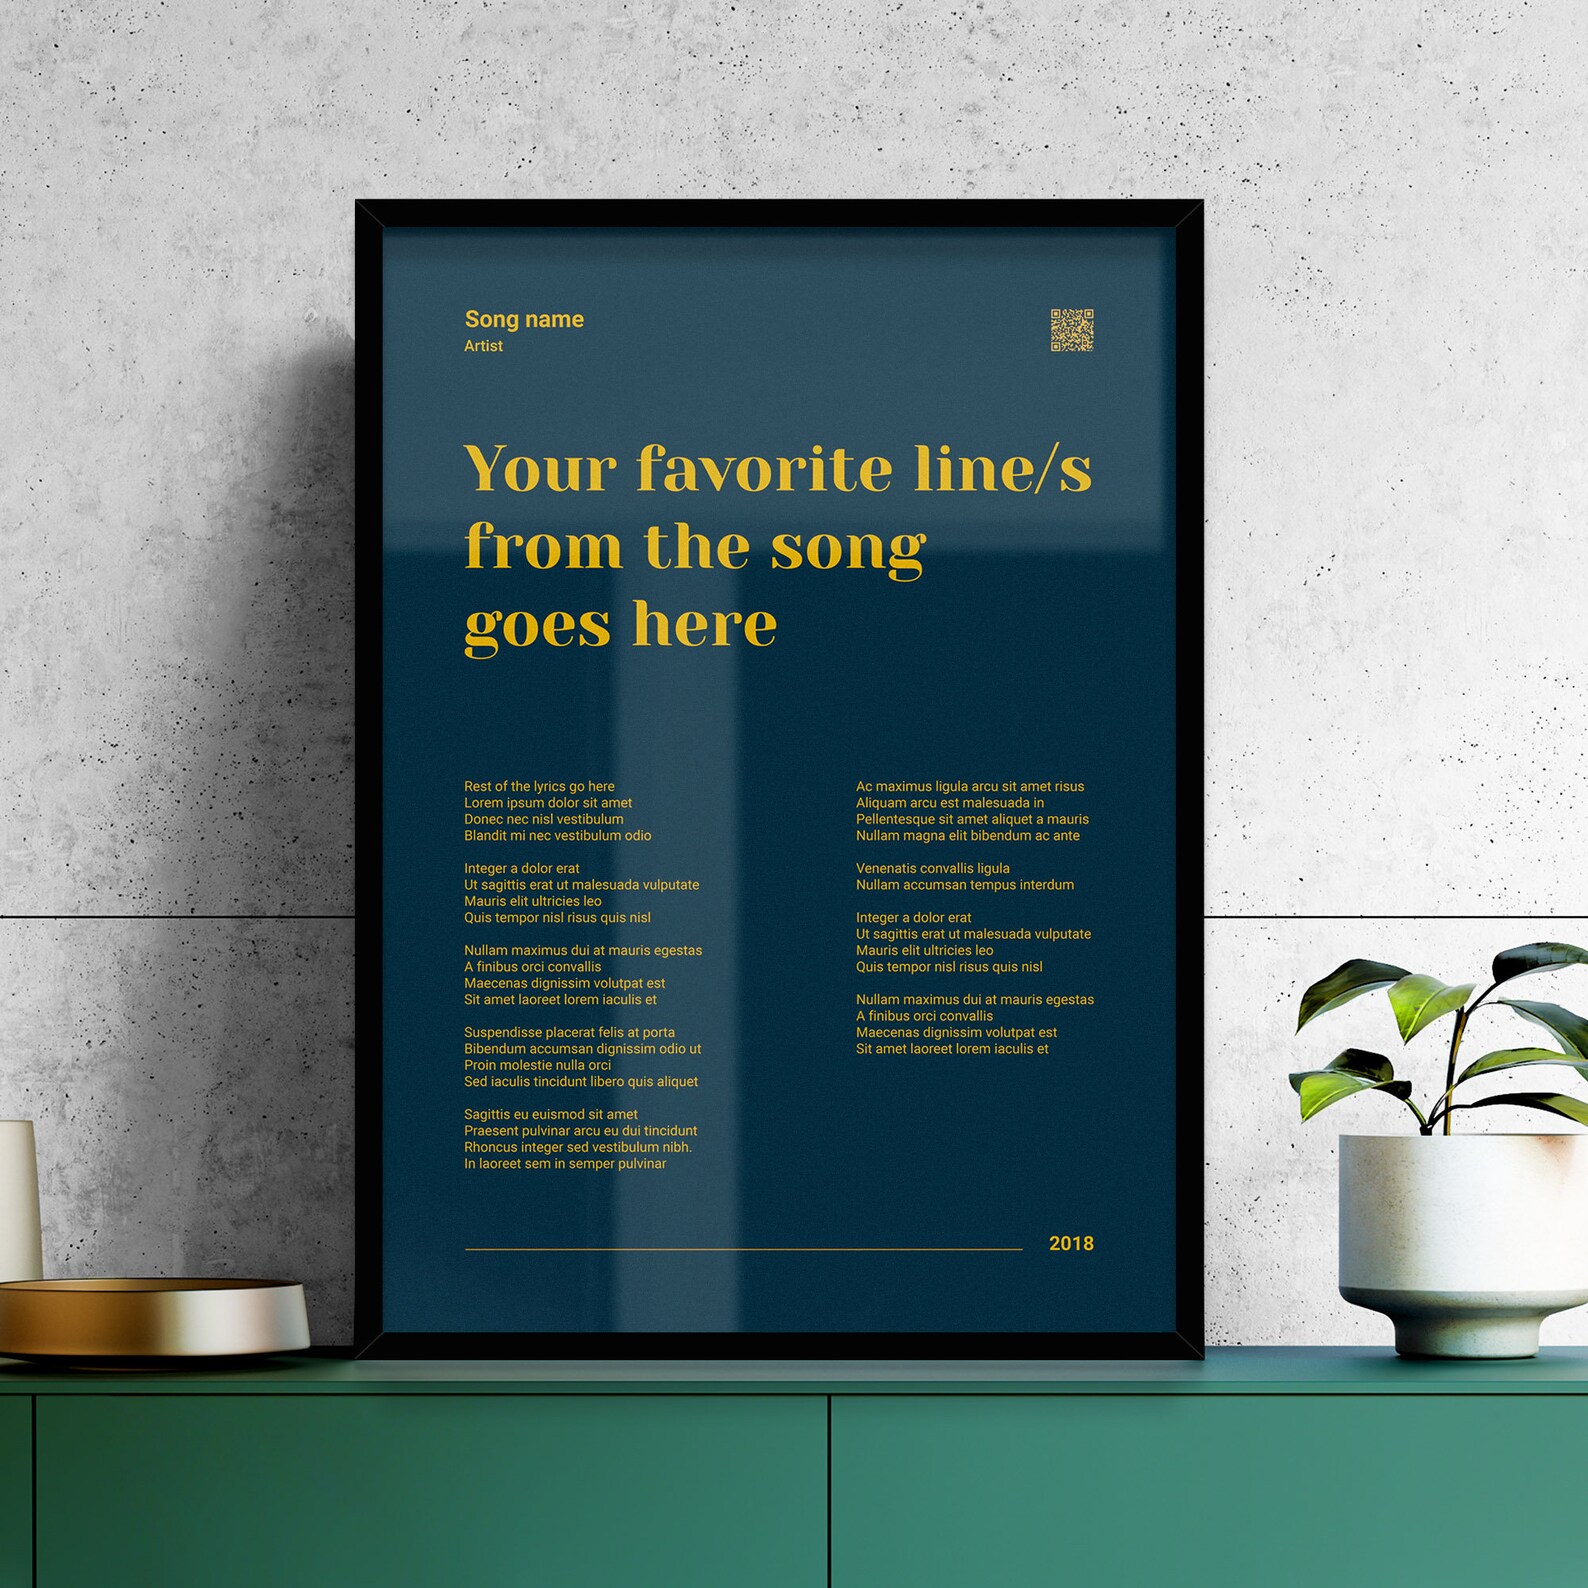 Song name
Artist
Your favorite line/s
from the song
goes here
Rest of the lyrics go here
Lorem ipsum dolor sit amet
Donec nec nisl vestibulum
Blandit mi nec vestibulum odio
Integer a dolor erat
Ut sagittis erat ut malesuada vulputate
Mauris elit ultricies leo
Quis tempor nisl risus quis nisl
Nullam maximus dui at mauris egestas
A finibus orci convallis
Maecenas dignissim volutpat est
Sit amet laoreet lorem iaculis et
Suspendisse placerat felis at porta
Bibendum accumsan dignissim odio ut
Proin molestie nulla orci
Sed iaculis tincidunt libero quis aliquet
Sagittis eu euismod sit amet
Praesent pulvinar arcu eu dui tincidunt
Rhoncus integer sed vestibulum nibh.
In laoreet sem in semper pulvinar
Ac maximus ligula arcu sit amet risus
Aliquam arcu est malesuada in
Pellentesque sit amet aliquet a mauris
Nullam magna elit bibendum ac ante
Venenatis convallis ligula
Nullam accumsan tempus interdum
Integer a dolor erat
Ut sagittis erat ut malesuada vulputate
Mauris elit ultricies leo
Quis tempor nisl risus quis nisl
Nullam maximus dui at mauris egestas
A finibus orci convallis
Maecenas dignissim volutpat est
Sit amet laoreet lorem iaculis et
2018